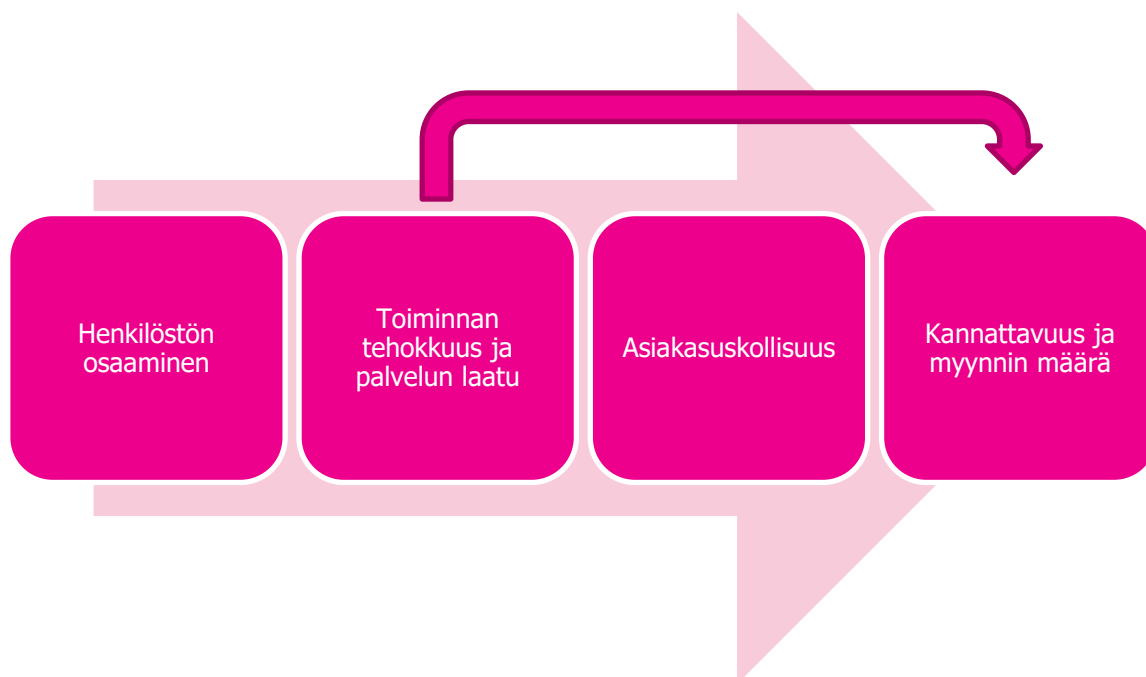 Henkilöstön
osaaminen
Toiminnan
tehokkuus ja
palvelun laatu
Asiakasuskollisuus
Kannattavuus ja
myynnin määrä